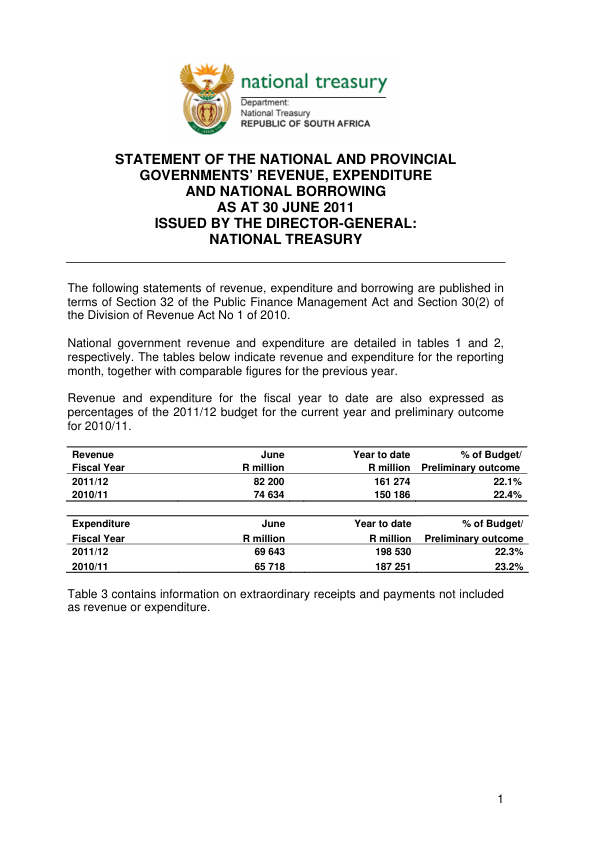 national treasury
Department:
National Treasury
REPUBLIC OF SOUTH AFRICA
STATEMENT OF THE NATIONAL AND PROVINCIAL
GOVERNMENTS' REVENUE, EXPENDITURE
AND NATIONAL BORROWING
AS AT 30 JUNE 2011
ISSUED BY THE DIRECTOR-GENERAL:
NATIONAL TREASURY
The following statements of revenue, expenditure and borrowing are published in
terms of Section 32 of the Public Finance Management Act and Section 30(2) of
the Division of Revenue Act No 1 of 2010.
National government revenue and expenditure are detailed in tables 1 and 2,
respectively. The tables below indicate revenue and expenditure for the reporting
month, together with comparable figures for the previous year.
Revenue and expenditure for the fiscal year to date are also expressed as
percentages of the 2011/12 budget for the current year and preliminary outcome
for 2010/11.
Revenue June Year to date % of Budget/
Fiscal Year R million R million Preliminary outcome
2011/12 82 200 161 274 22.1%
2010/11 74 634 150 186 22.4%
Expenditure June Year to date % of Budget/
Fiscal Year R million R million Preliminary outcome
2011/12 69 643 198 530 22.3%
2010/11 65 718 187 251 23.2%
Table 3 contains information on extraordinary receipts and payments not included
as revenue or expenditure.
1